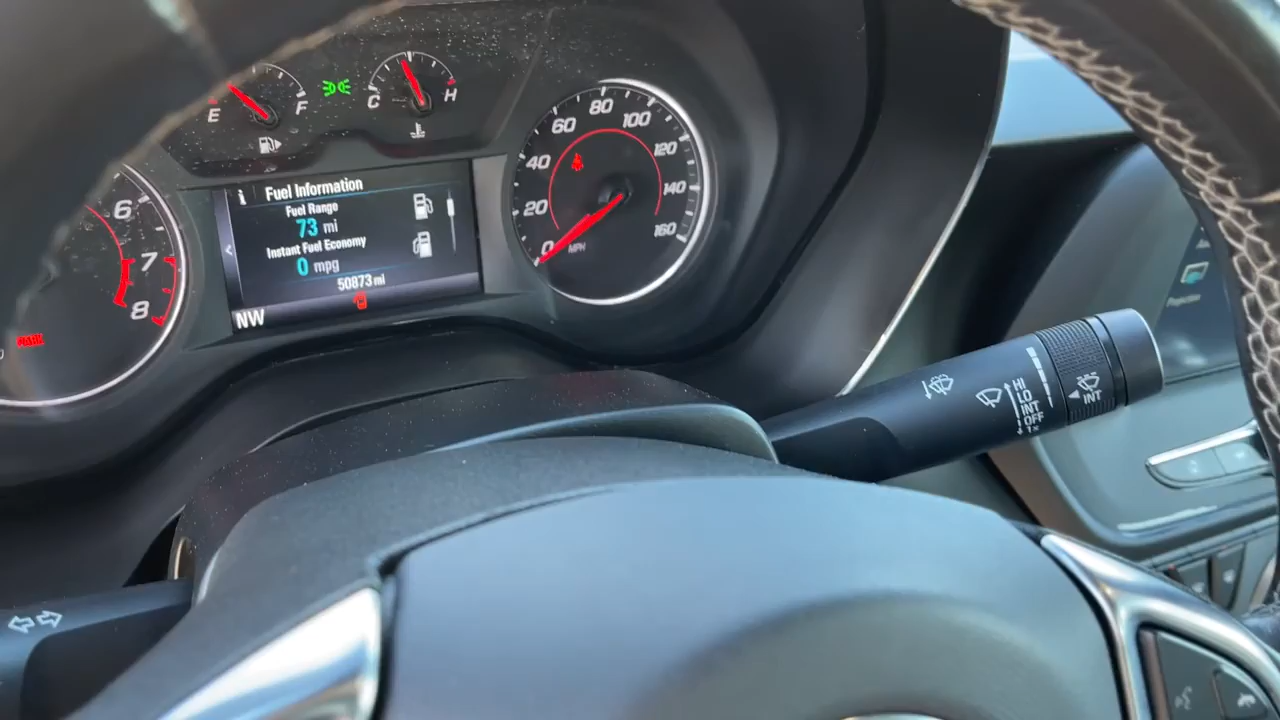 E F
C H
6
7
8
i Fuel Information
Fuel Range
73 mi
Instant Fuel Economy
0 mpg
50873 mi
NW
0
20
40
60
80
100
120
140
160
MPH
HI
LO
INT
OFF
1x
INT